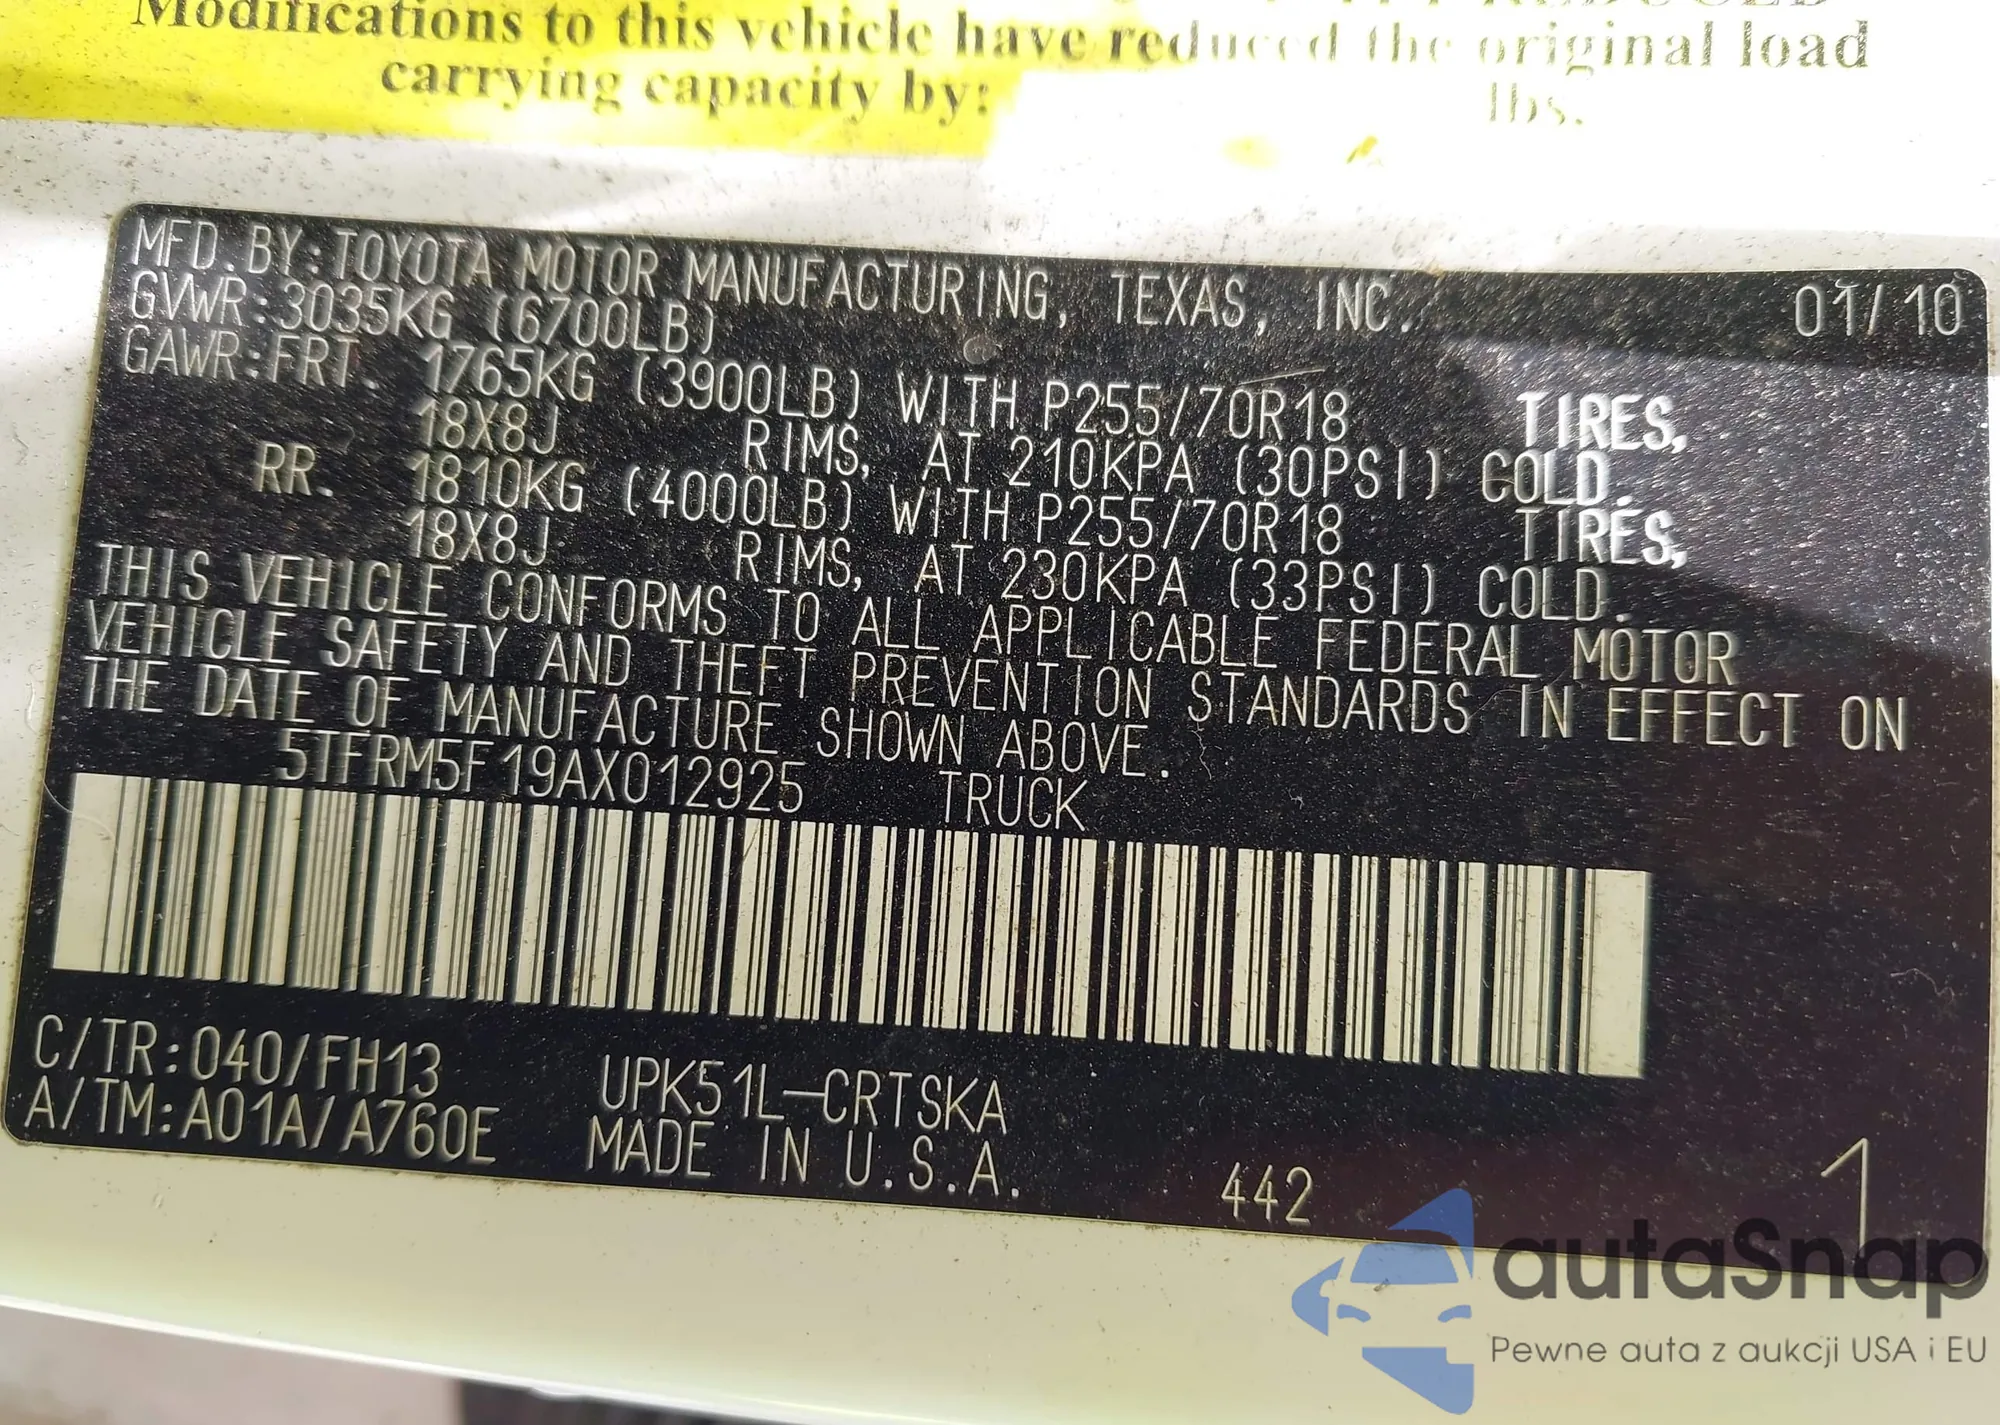 Modifications to this vehicle have reduced the original load
carrying capacity by: lbs.
MFD. BY: TOYOTA MOTOR MANUFACTURING, TEXAS, INC. 01/10
GVWR: 3035KG (6700LB)
GAWR: FRT. 1765KG (3900LB) WITH P255/70R18 TIRES,
18X8J RIMS, AT 210KPA (30PSI) COLD.
RR. 1810KG (4000LB) WITH P255/70R18 TIRES,
18X8J RIMS, AT 230KPA (33PSI) COLD.
THIS VEHICLE CONFORMS TO ALL APPLICABLE FEDERAL MOTOR
VEHICLE SAFETY AND THEFT PREVENTION STANDARDS IN EFFECT ON
THE DATE OF MANUFACTURE SHOWN ABOVE.
5TFRM5F19AX012925 TRUCK
C/TR: 040/FH13 UPK51L-CRTSKA
A/TM: A01A/A760E MADE IN U.S.A. 442 1
autaSnap
Pewne auta z aukcji USA i EU